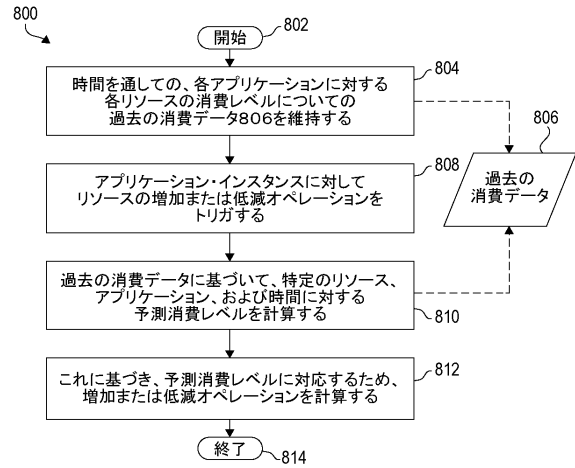 800
開始
802
時間を通しての、各アプリケーションに対する
各リソースの消費レベルについての
過去の消費データ806を維持する
804
806
過去の
消費データ
アプリケーション・インスタンスに対して
リソースの増加または低減オペレーションを
トリガする
808
過去の消費データに基づいて、特定のリソース、
アプリケーション、および時間に対する
予測消費レベルを計算する
810
これに基づき、予測消費レベルに対応するため、
増加または低減オペレーションを計算する
812
終了
814